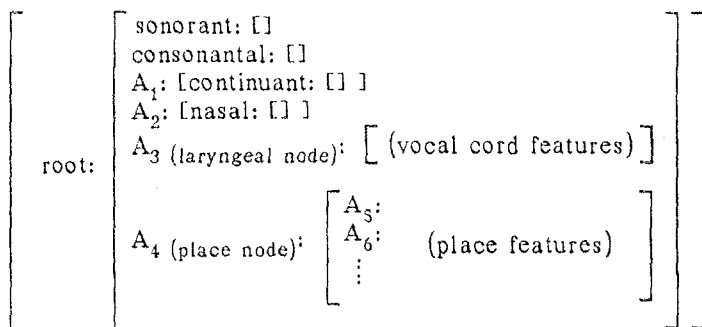 sonorant: []
consonantal: []
A₁: [continuant: [] ]
A₂: [nasal: [] ]
root: A₃ (laryngeal node): [ (vocal cord features) ]
A₅:
A₄ (place node): A₆: (place features)
⋮